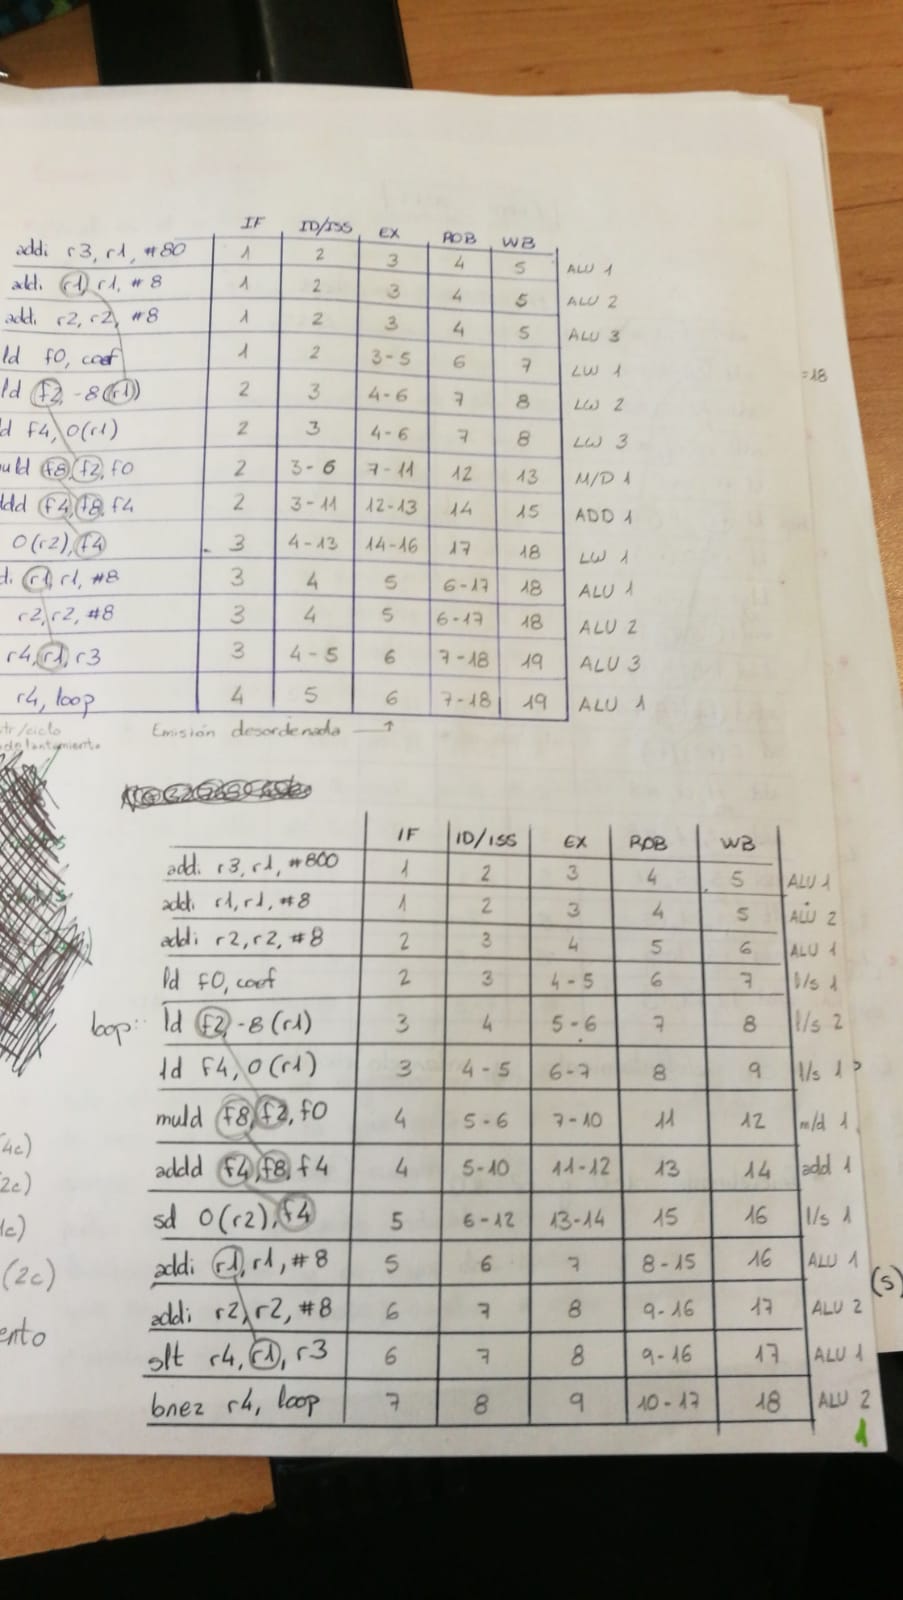 IF ID/ISS EX ROB WB
addi r3, r1, #80 1 2 3 4 5 ALU 1
addi r1, r1, #8 1 2 3 4 5 ALU 2
addi r2, r2, #8 1 2 3 4 5 ALU 3
ld f0, coef 1 2 3-5 6 7 LW 1
ld f2, -8(r1) 2 3 4-6 7 8 LW 2
=18
d f4, 0(r1) 2 3 4-6 7 8 LW 3
uld f8, f2, f0 2 3-6 7-11 12 13 M/D 1
ddd f4, f8, f4 2 3-11 12-13 14 15 ADD 1
0(r2), f4 3 4-13 14-16 17 18 LW 1
di r1, r1, #8 3 4 5 6-17 18 ALU 1
r2, r2, #8 3 4 5 6-17 18 ALU 2
r4, r1, r3 3 4-5 6 7-18 19 ALU 3
r4, loop 4 5 6 7-18 19 ALU 1
tr/ciclo Emisión desordenada
IF ID/ISS EX ROB WB
addi r3, r1, #800 1 2 3 4 5 ALU 1
addi r1, r1, #8 1 2 3 4 5 ALU 2
addi r2, r2, #8 2 3 4 5 6 ALU 1
ld f0, coef 2 3 4-5 6 7 l/s 1
loop: ld f2, -8(r1) 3 4 5-6 7 8 l/s 2
ld f4, 0(r1) 3 4-5 6-7 8 9 l/s 1
muld f8, f2, f0 4 5-6 7-10 11 12 m/d 1
4c)
addd f4, f8, f4 4 5-10 11-12 13 14 add 1
2c)
sd 0(r2), f4 5 6-12 13-14 15 16 l/s 1
1c)
addi r1, r1, #8 5 6 7 8-15 16 ALU 1
(2c)
(s)
addi r2, r2, #8 6 7 8 9-16 17 ALU 2
ento
slt r4, r1, r3 6 7 8 9-16 17 ALU 1
bnez r4, loop 7 8 9 10-17 18 ALU 2
1